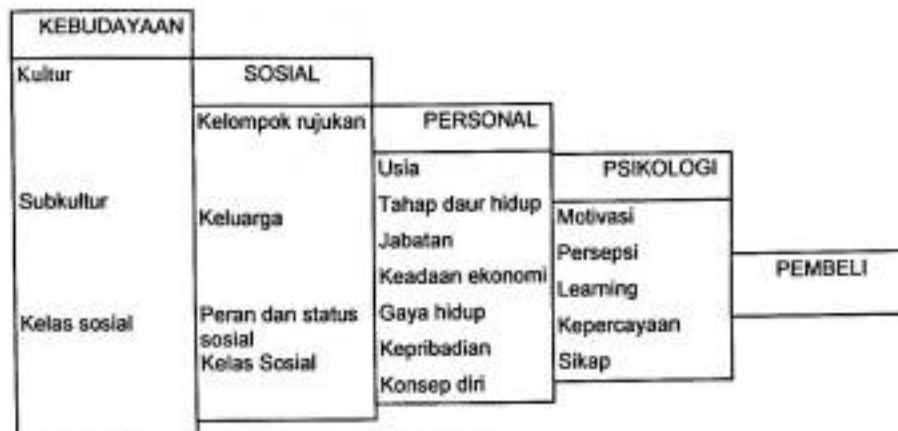 KEBUDAYAAN
Kultur
Subkultur
Kelas sosial
SOSIAL
Kelompok rujukan
Keluarga
Peran dan status
sosial
Kelas Sosial
PERSONAL
Usia
Tahap daur hidup
Jabatan
Keadaan ekonomi
Gaya hidup
Kepribadian
Konsep diri
PSIKOLOGI
Motivasi
Persepsi
Learning
Kepercayaan
Sikap
PEMBELI